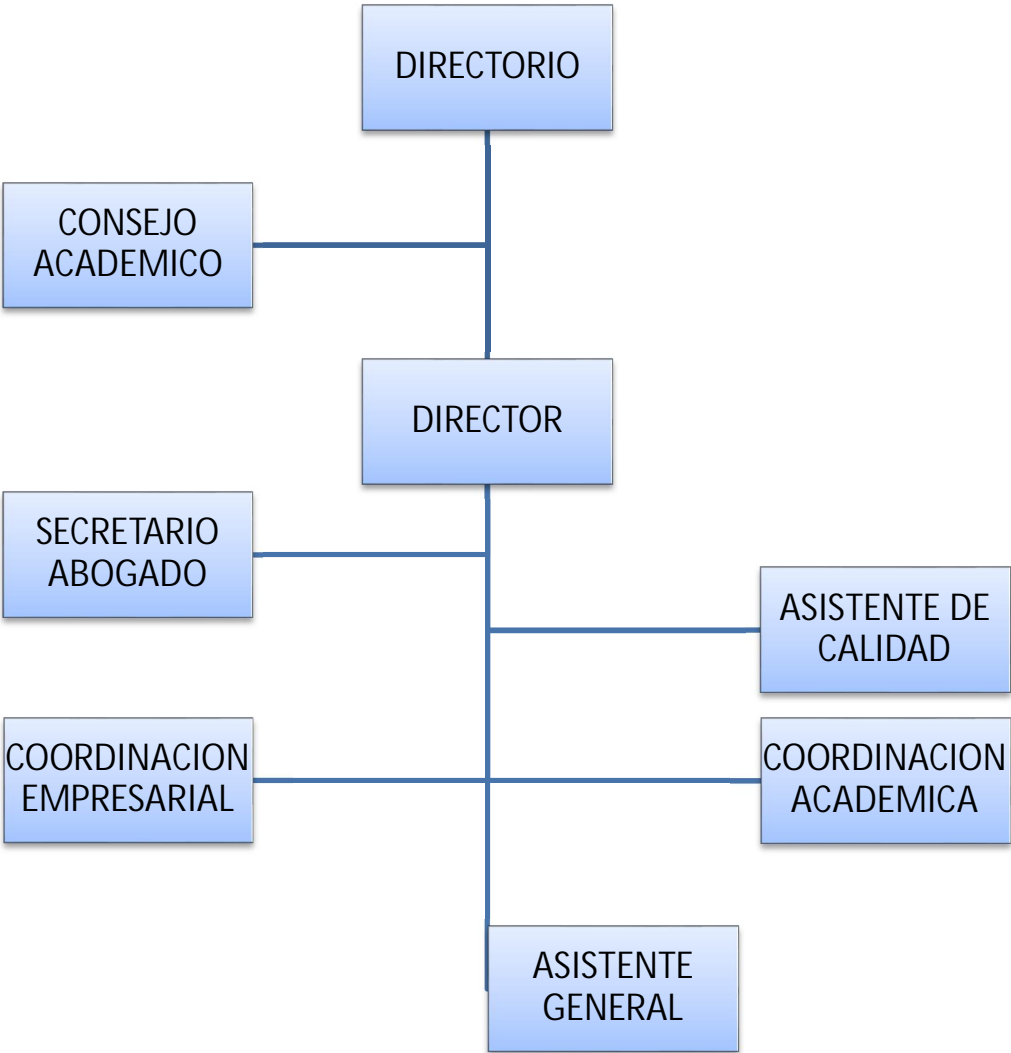 DIRECTORIO
CONSEJO
ACADEMICO
DIRECTOR
SECRETARIO
ABOGADO
ASISTENTE DE
CALIDAD
COORDINACION
EMPRESARIAL
COORDINACION
ACADEMICA
ASISTENTE
GENERAL